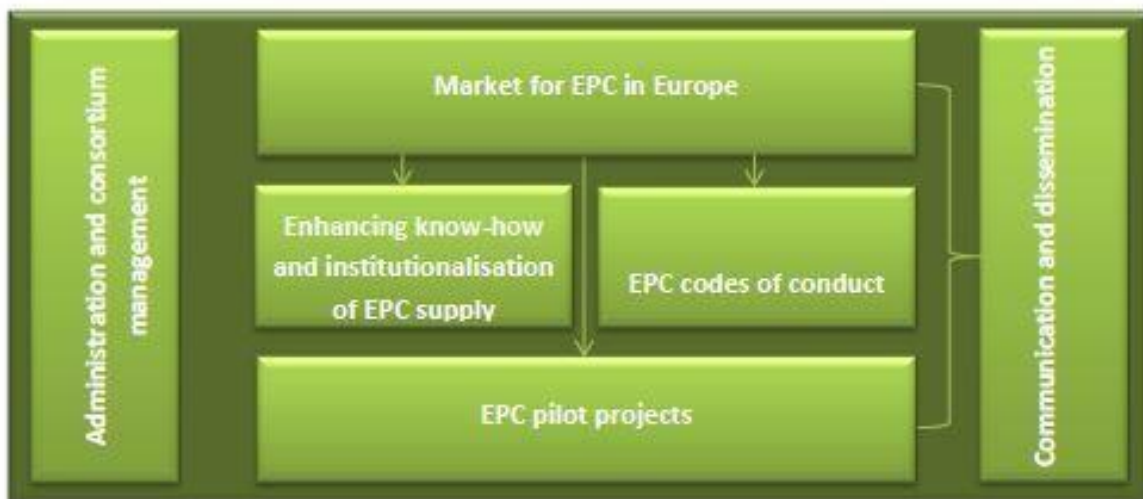 Administration and consortium
management
Market for EPC in Europe
Enhancing know-how
and institutionalisation
of EPC supply
EPC codes of conduct
EPC pilot projects
Communication and dissemination